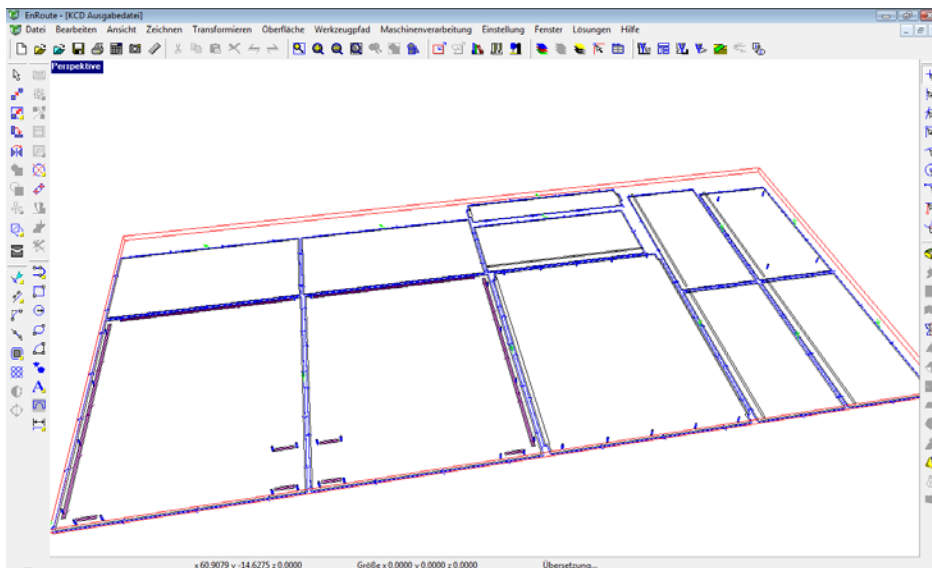 EnRoute - [KCD Ausgabedatei]
Datei Bearbeiten Ansicht Zeichnen Transformieren Oberfläche Werkzeugpfad Maschinenverarbeitung Einstellung Fenster Lösungen Hilfe
Perspektive
x 60.9079 y -14.6275 z 0.0000 Größe x 0.0000 y 0.0000 z 0.0000 Übersetzung...